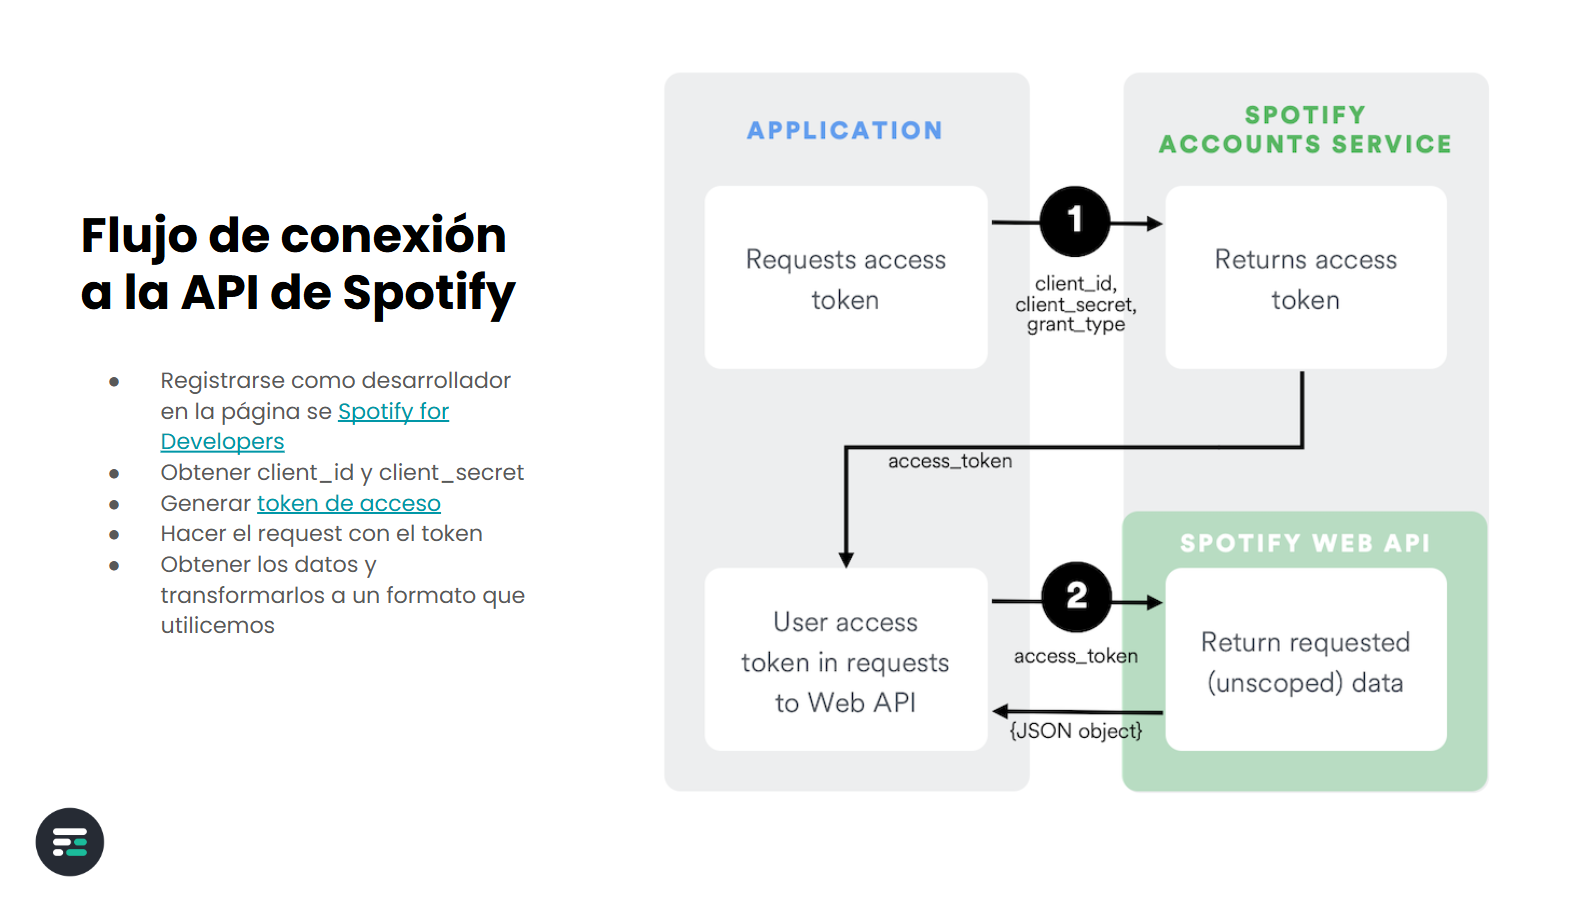 Flujo de conexión
a la API de Spotify
● Registrarse como desarrollador
en la página se Spotify for
Developers
● Obtener client_id y client_secret
● Generar token de acceso
● Hacer el request con el token
● Obtener los datos y
transformarlos a un formato que
utilicemos
APPLICATION
SPOTIFY
ACCOUNTS SERVICE
Requests access
token
1
client_id,
client_secret,
grant_type
Returns access
token
access_token
SPOTIFY WEB API
User access
token in requests
to Web API
2
access_token
{JSON object}
Return requested
(unscoped) data